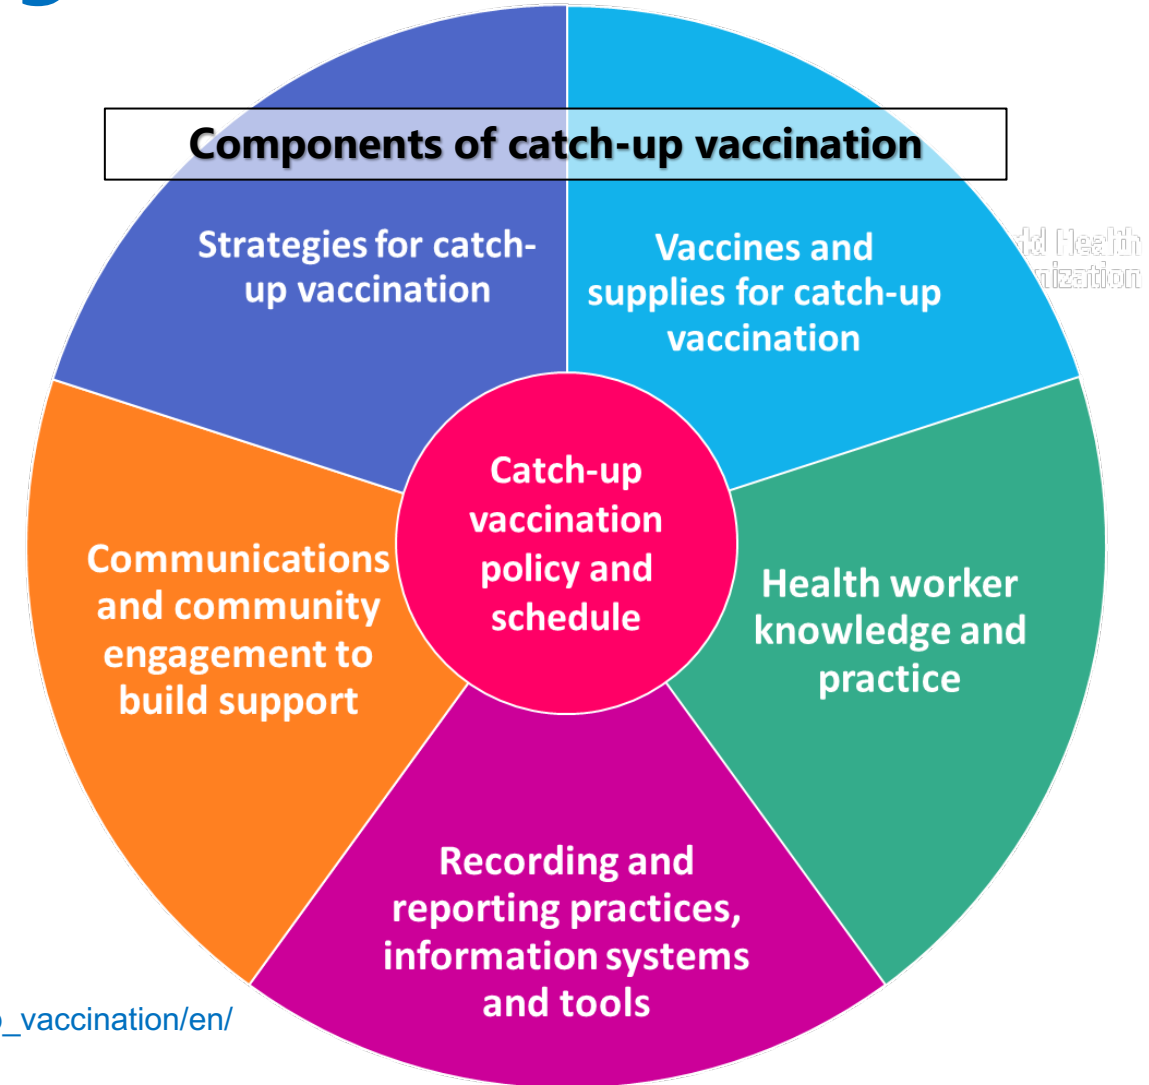 Components of catch-up vaccination
Strategies for catch-
up vaccination
Vaccines and
supplies for catch-up
vaccination
Health
Catch-up
vaccination
policy and
schedule
Communications
and community
engagement to
build support
Health worker
knowledge and
practice
Recording and
reporting practices,
information systems
and tools
_vaccination/en/